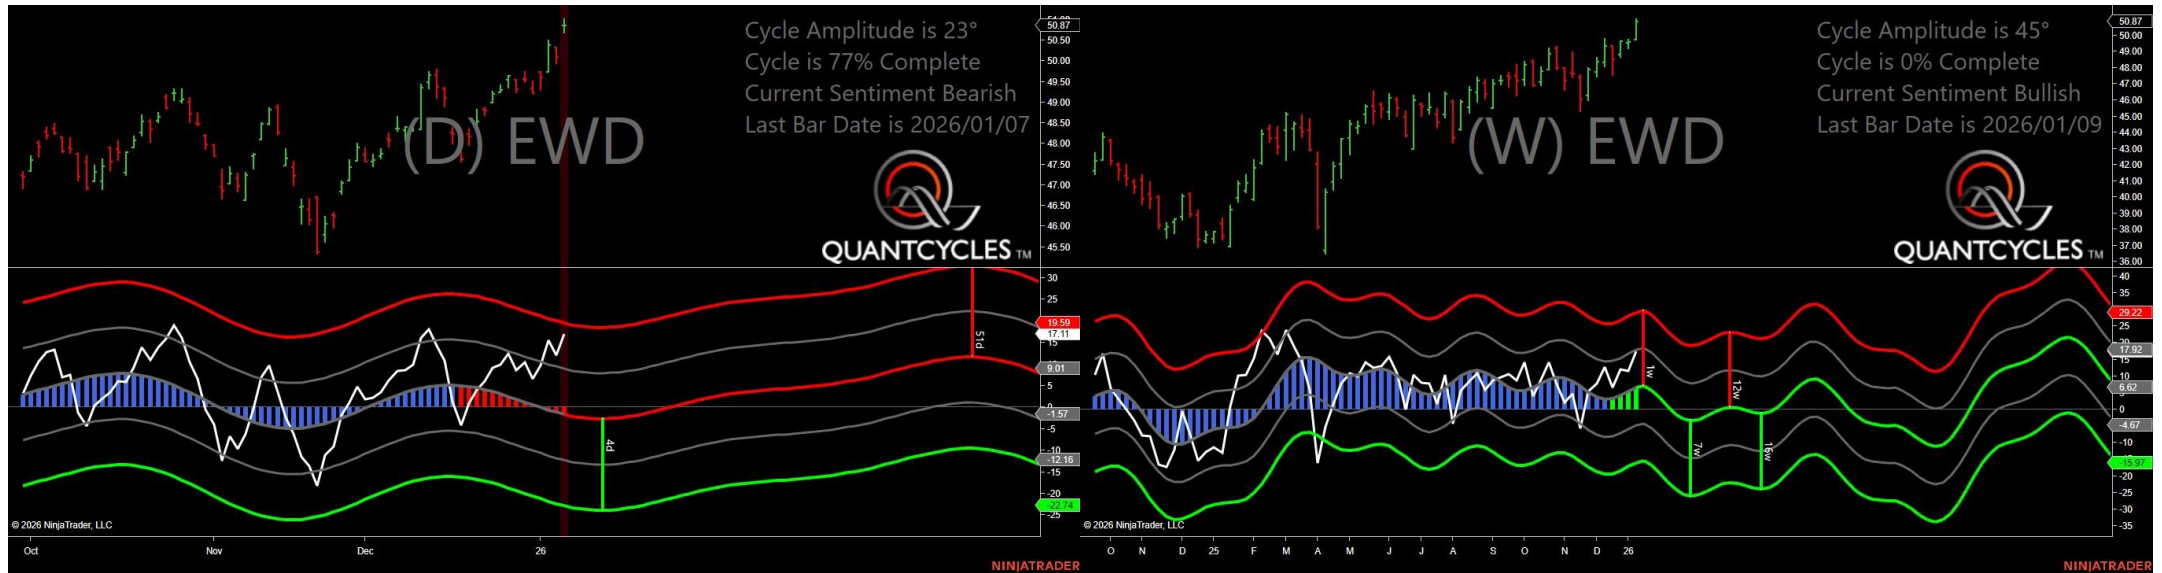 Cycle Amplitude is 23°
Cycle is 77% Complete
Current Sentiment Bearish
Last Bar Date is 2026/01/07
(D) EWD
QUANTCYCLES TM
50.87
50.50
50.00
49.50
49.00
48.50
48.00
47.50
47.00
46.50
46.00
45.50
30
25
19.59
17.11
15
9.01
5
0
-1.57
-5
-12.16
-15
-20
-22.74
-25
51d
4d
© 2026 NinjaTrader, LLC
Oct Nov Dec 26
NINJATRADER
Cycle Amplitude is 45°
Cycle is 0% Complete
Current Sentiment Bullish
Last Bar Date is 2026/01/09
(W) EWD
QUANTCYCLES TM
50.87
50.00
49.00
48.00
47.00
46.00
45.00
44.00
43.00
42.00
41.00
40.00
39.00
38.00
37.00
36.00
40
35
29.22
25
17.92
15
6.62
0
-4.67
-10
-15.97
-20
-25
-30
-35
1w
12w
7w
16w
© 2026 NinjaTrader, LLC
O N D 25 F M A M J J A S O N D 26
NINJATRADER